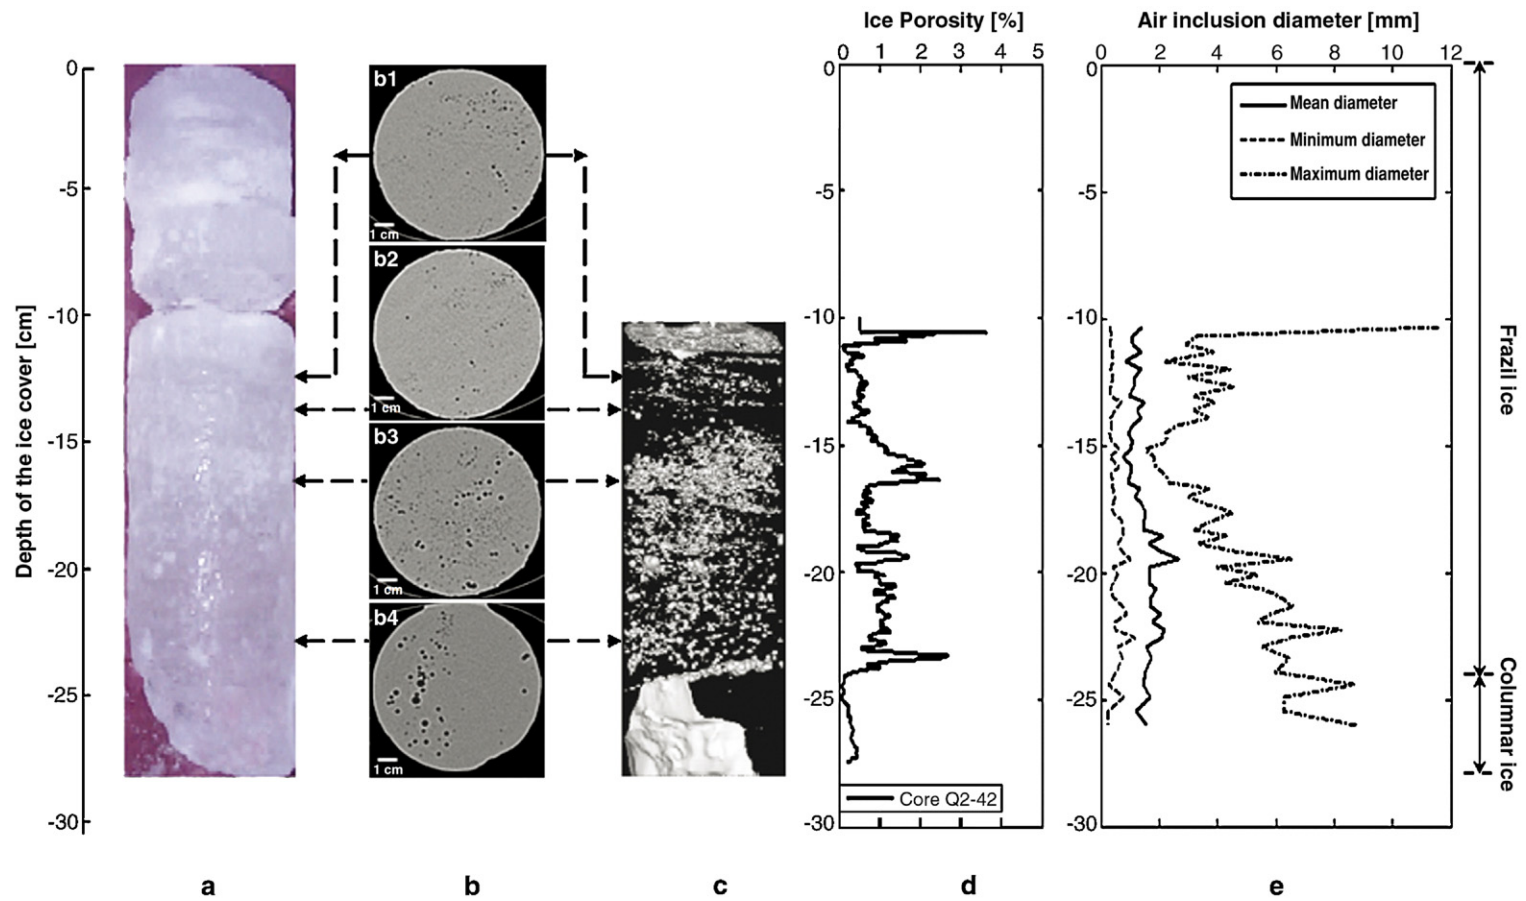 Ice Porosity [%]
0 1 2 3 4 5
Air inclusion diameter [mm]
0 2 4 6 8 10 12
Depth of the ice cover [cm]
0
-5
-10
-15
-20
-25
-30
b1
1 cm
b2
1 cm
b3
1 cm
b4
1 cm
0
-5
-10
-15
-20
-25
-30
Core Q2-42
0
-5
-10
-15
-20
-25
-30
Mean diameter
Minimum diameter
Maximum diameter
Frazil ice
Columnar ice
a
b
c
d
e